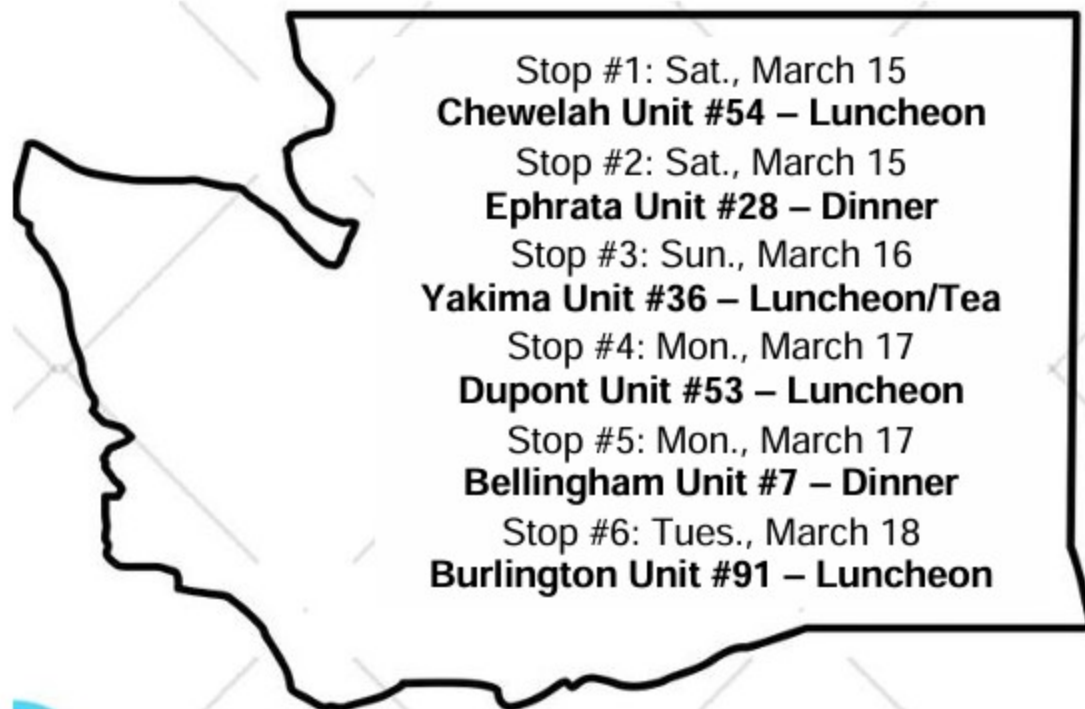 Stop #1: Sat., March 15
Chewelah Unit #54 – Luncheon
Stop #2: Sat., March 15
Ephrata Unit #28 – Dinner
Stop #3: Sun., March 16
Yakima Unit #36 – Luncheon/Tea
Stop #4: Mon., March 17
Dupont Unit #53 – Luncheon
Stop #5: Mon., March 17
Bellingham Unit #7 – Dinner
Stop #6: Tues., March 18
Burlington Unit #91 – Luncheon